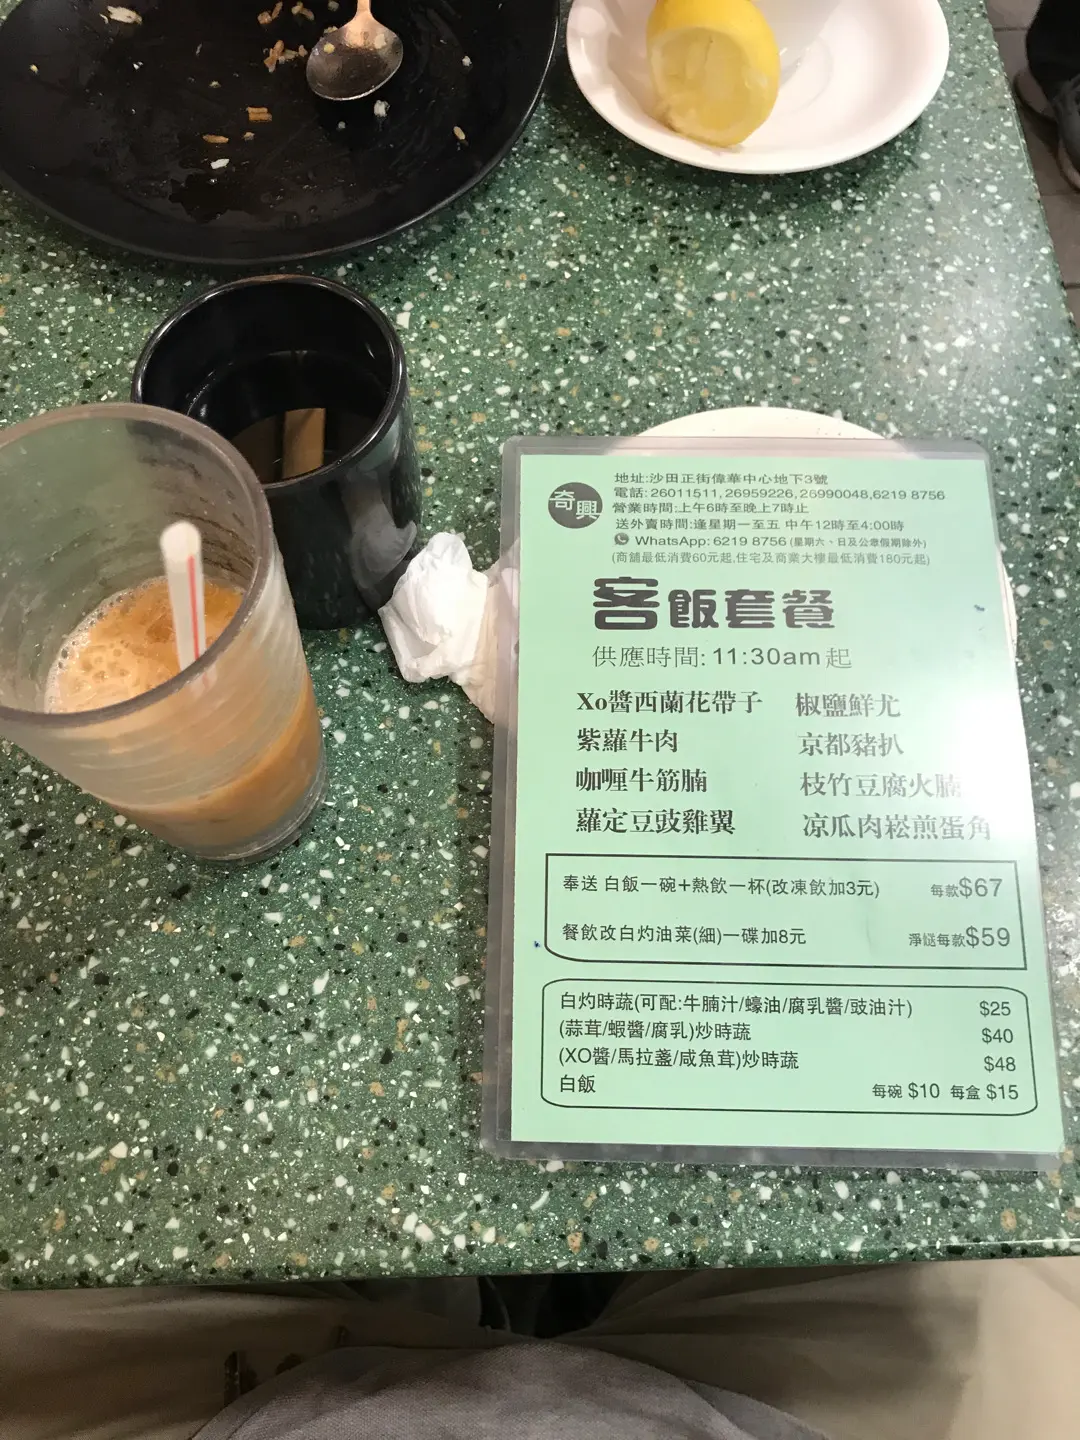 奇興
地址:沙田正街偉華中心地下3號
電話:26011511,26959226,26990048,6219 8756
營業時間:上午6時至晚上7時止
送外賣時間:逢星期一至五 中午12時至4:00時
WhatsApp: 6219 8756 (星期六、日及公眾假期除外)
(商舖最低消費60元起,住宅及商業大樓最低消費180元起)
客飯套餐
供應時間: 11:30am起
Xo醬西蘭花帶子 椒鹽鮮尤
紫蘿牛肉 京都豬扒
咖喱牛筋腩 枝竹豆腐火腩
蘿定豆豉雞翼 凉瓜肉崧煎蛋角
奉送 白飯一碗+熱飲一杯(改凍飲加3元) 每款$67
餐飲改白灼油菜(細)一碟加8元 淨餸每款$59
白灼時蔬(可配:牛腩汁/蠔油/腐乳醬/豉油汁) $25
(蒜茸/蝦醬/腐乳)炒時蔬 $40
(XO醬/馬拉盞/咸魚茸)炒時蔬 $48
白飯 每碗 $10 每盒 $15